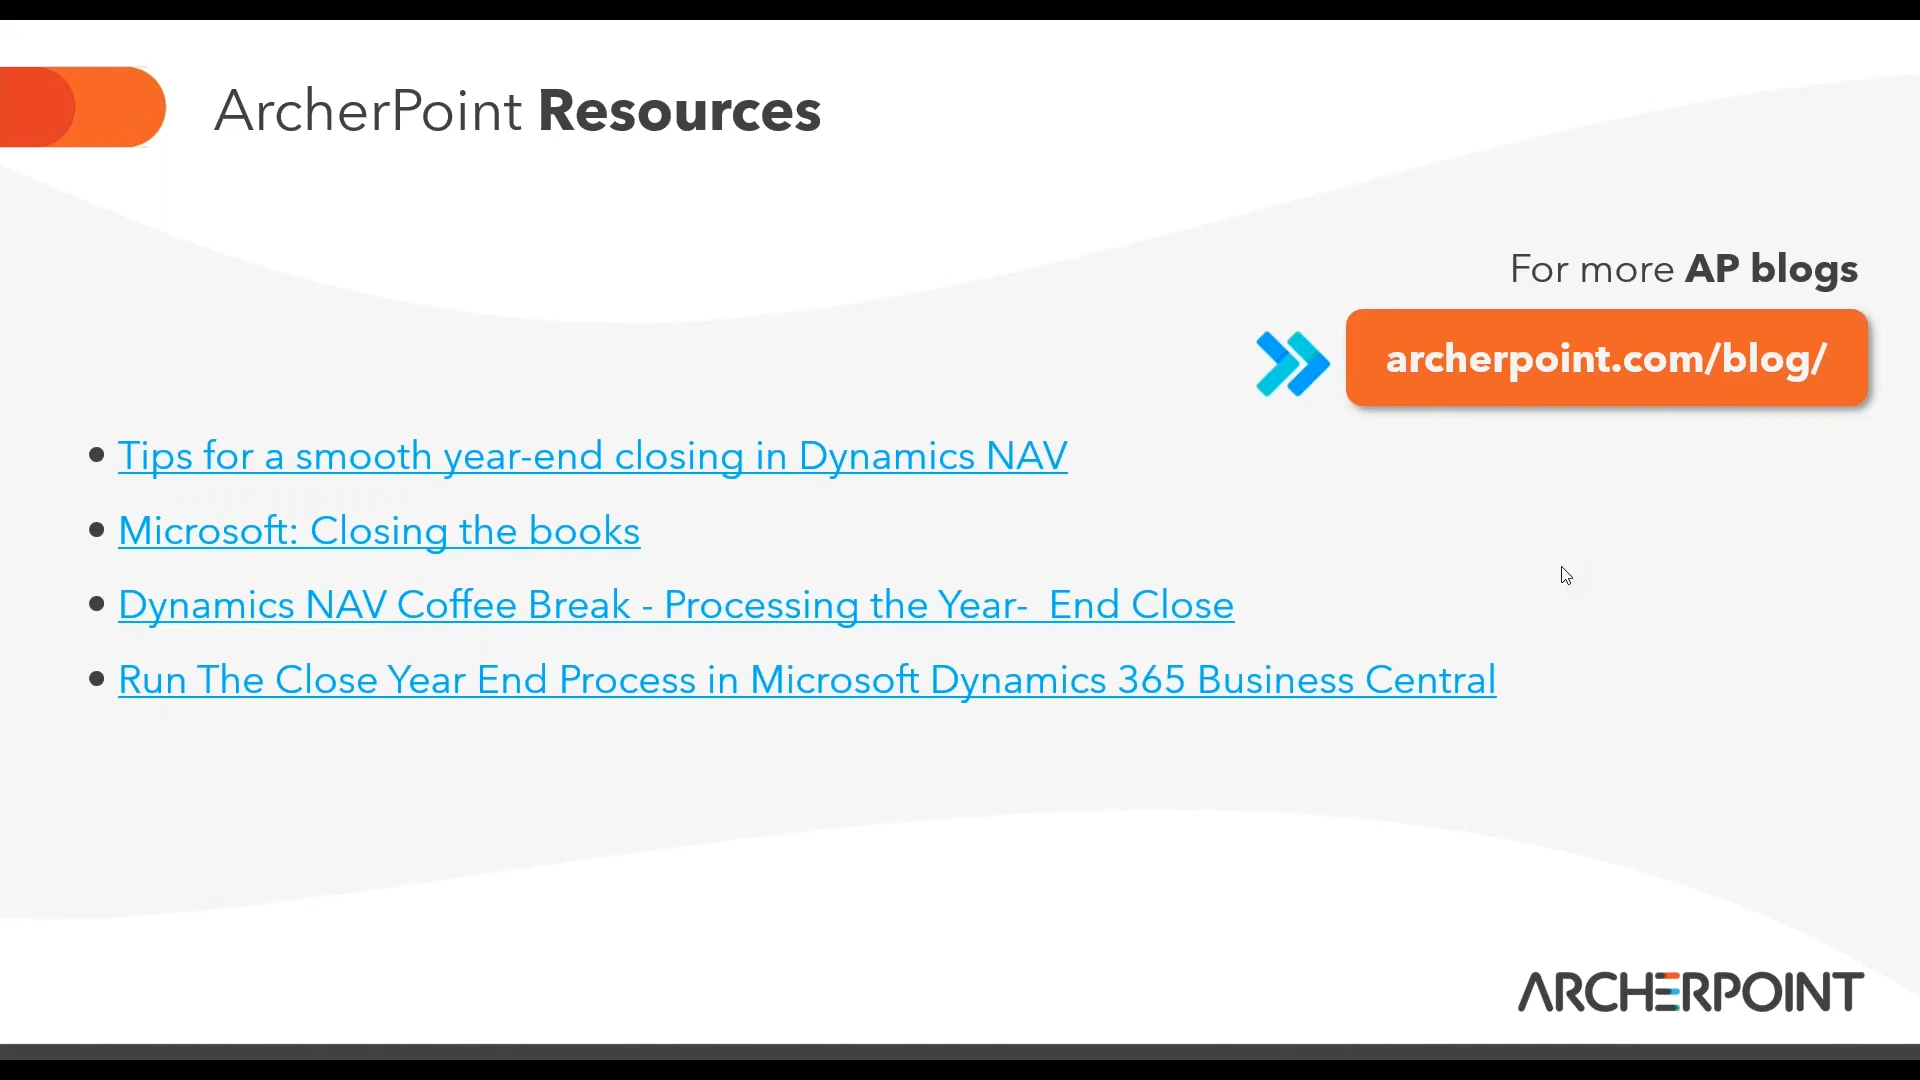 ArcherPoint Resources
For more AP blogs
archerpoint.com/blog/
• Tips for a smooth year-end closing in Dynamics NAV
• Microsoft: Closing the books
• Dynamics NAV Coffee Break - Processing the Year-  End Close
• Run The Close Year End Process in Microsoft Dynamics 365 Business Central
ARCHERPOINT